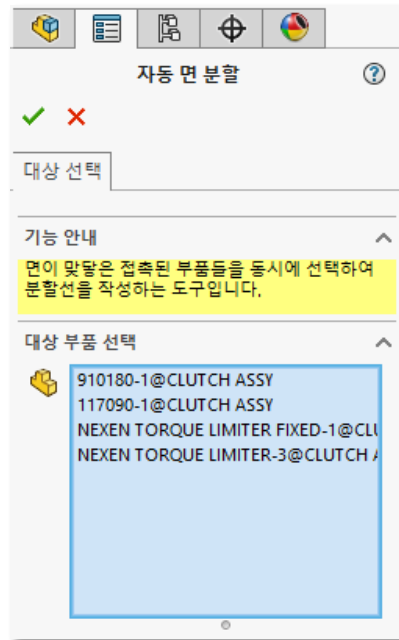 자동 면 분할
대상 선택
기능 안내
면이 맞닿은 접촉된 부품들을 동시에 선택하여
분할선을 작성하는 도구입니다.
대상 부품 선택
910180-1@CLUTCH ASSY
117090-1@CLUTCH ASSY
NEXEN TORQUE LIMITER FIXED-1@CLU
NEXEN TORQUE LIMITER-3@CLUTCH A